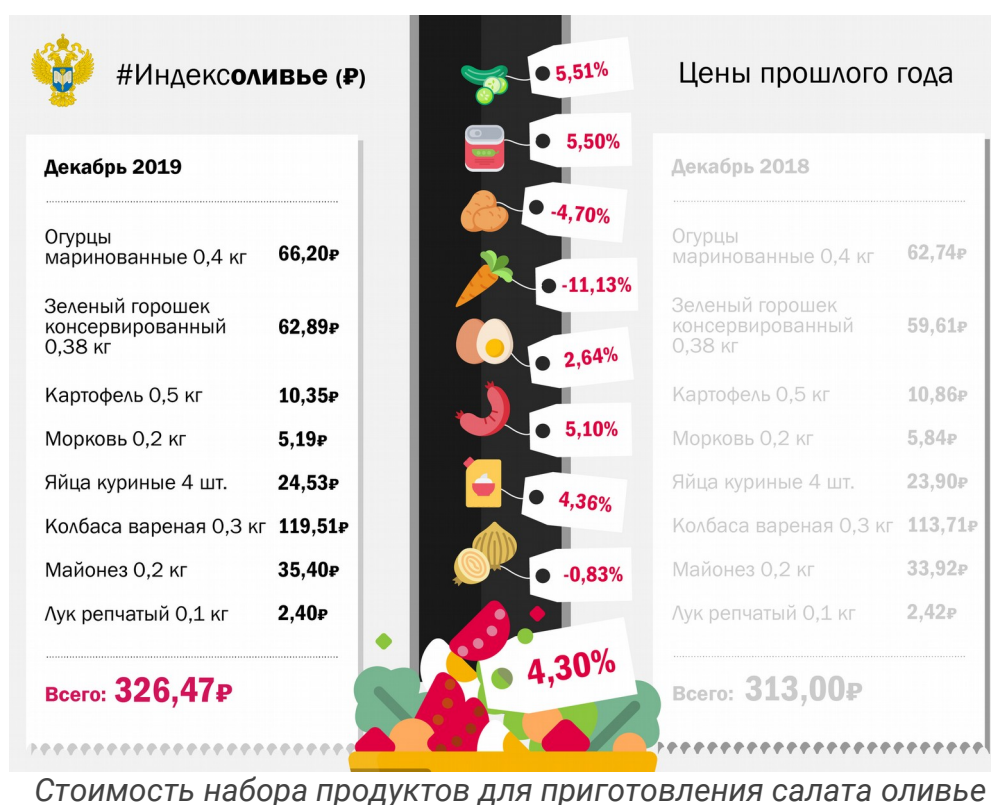 #Индексоливье (₽)
Декабрь 2019
Огурцы
маринованные 0,4 кг 66,20₽
Зеленый горошек
консервированный 62,89₽
0,38 кг
Картофель 0,5 кг 10,35₽
Морковь 0,2 кг 5,19₽
Яйца куриные 4 шт. 24,53₽
Колбаса вареная 0,3 кг 119,51₽
Майонез 0,2 кг 35,40₽
Лук репчатый 0,1 кг 2,40₽
Всего: 326,47₽
5,51%
5,50%
-4,70%
-11,13%
2,64%
5,10%
4,36%
-0,83%
4,30%
Цены прошлого года
Декабрь 2018
Огурцы
маринованные 0,4 кг 62,74₽
Зеленый горошек
консервированный 59,61₽
0,38 кг
Картофель 0,5 кг 10,86₽
Морковь 0,2 кг 5,84₽
Яйца куриные 4 шт. 23,90₽
Колбаса вареная 0,3 кг 113,71₽
Майонез 0,2 кг 33,92₽
Лук репчатый 0,1 кг 2,42₽
Всего: 313,00₽
Стоимость набора продуктов для приготовления салата оливье